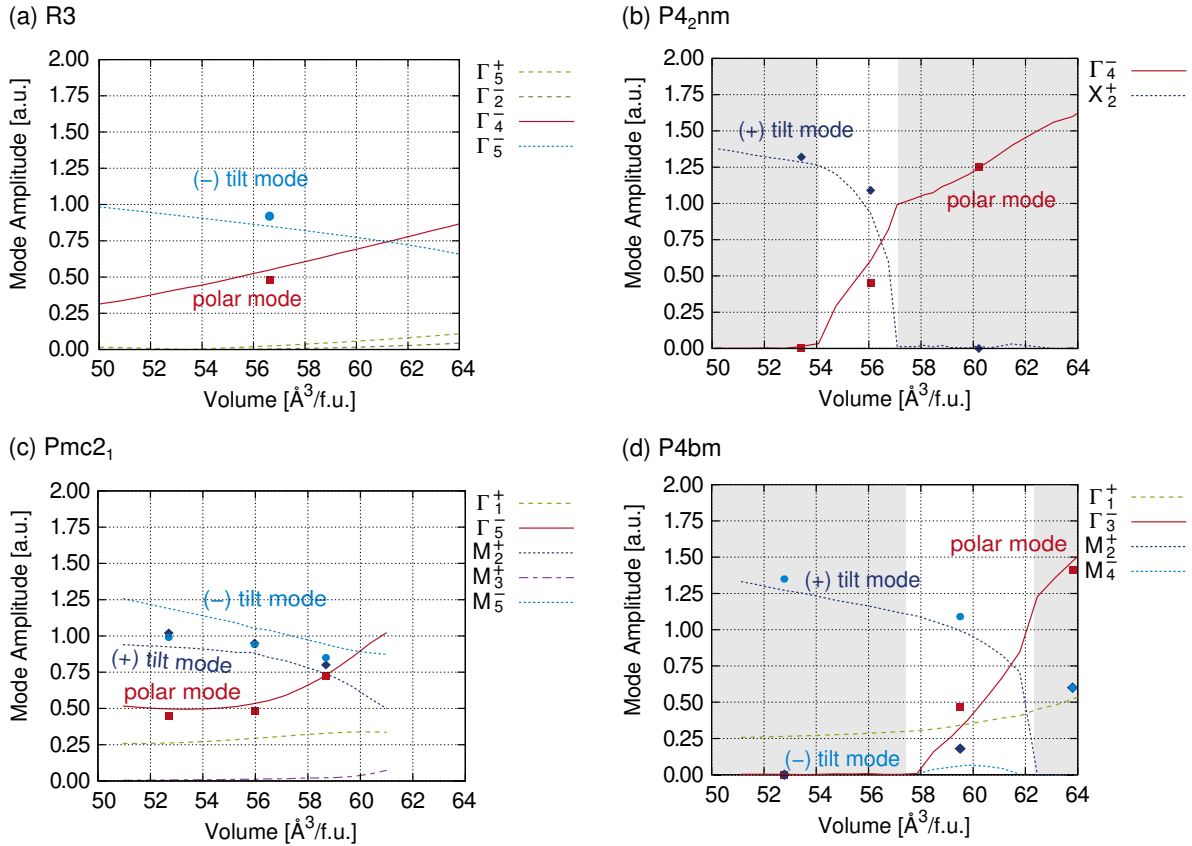 (a) R3
2.00
1.75
1.50
1.25
1.00
0.75
0.50
0.25
0.00
50 52 54 56 58 60 62 64
Mode Amplitude [a.u.]
Volume [Å³/f.u.]
(−) tilt mode
polar mode
Γ₅⁺
Γ₂⁻
Γ₄⁻
Γ₅⁻
(b) P4₂nm
2.00
1.75
1.50
1.25
1.00
0.75
0.50
0.25
0.00
50 52 54 56 58 60 62 64
Mode Amplitude [a.u.]
Volume [Å³/f.u.]
(+) tilt mode
polar mode
Γ₄⁻
X₂⁺
(c) Pmc2₁
2.00
1.75
1.50
1.25
1.00
0.75
0.50
0.25
0.00
50 52 54 56 58 60 62 64
Mode Amplitude [a.u.]
Volume [Å³/f.u.]
(−) tilt mode
(+) tilt mode
polar mode
Γ₁⁺
Γ₅⁻
M₂⁺
M₃⁺
M₅⁻
(d) P4bm
2.00
1.75
1.50
1.25
1.00
0.75
0.50
0.25
0.00
50 52 54 56 58 60 62 64
Mode Amplitude [a.u.]
Volume [Å³/f.u.]
polar mode
(+) tilt mode
(−) tilt mode
Γ₁⁺
Γ₃⁻
M₂⁺
M₄⁻